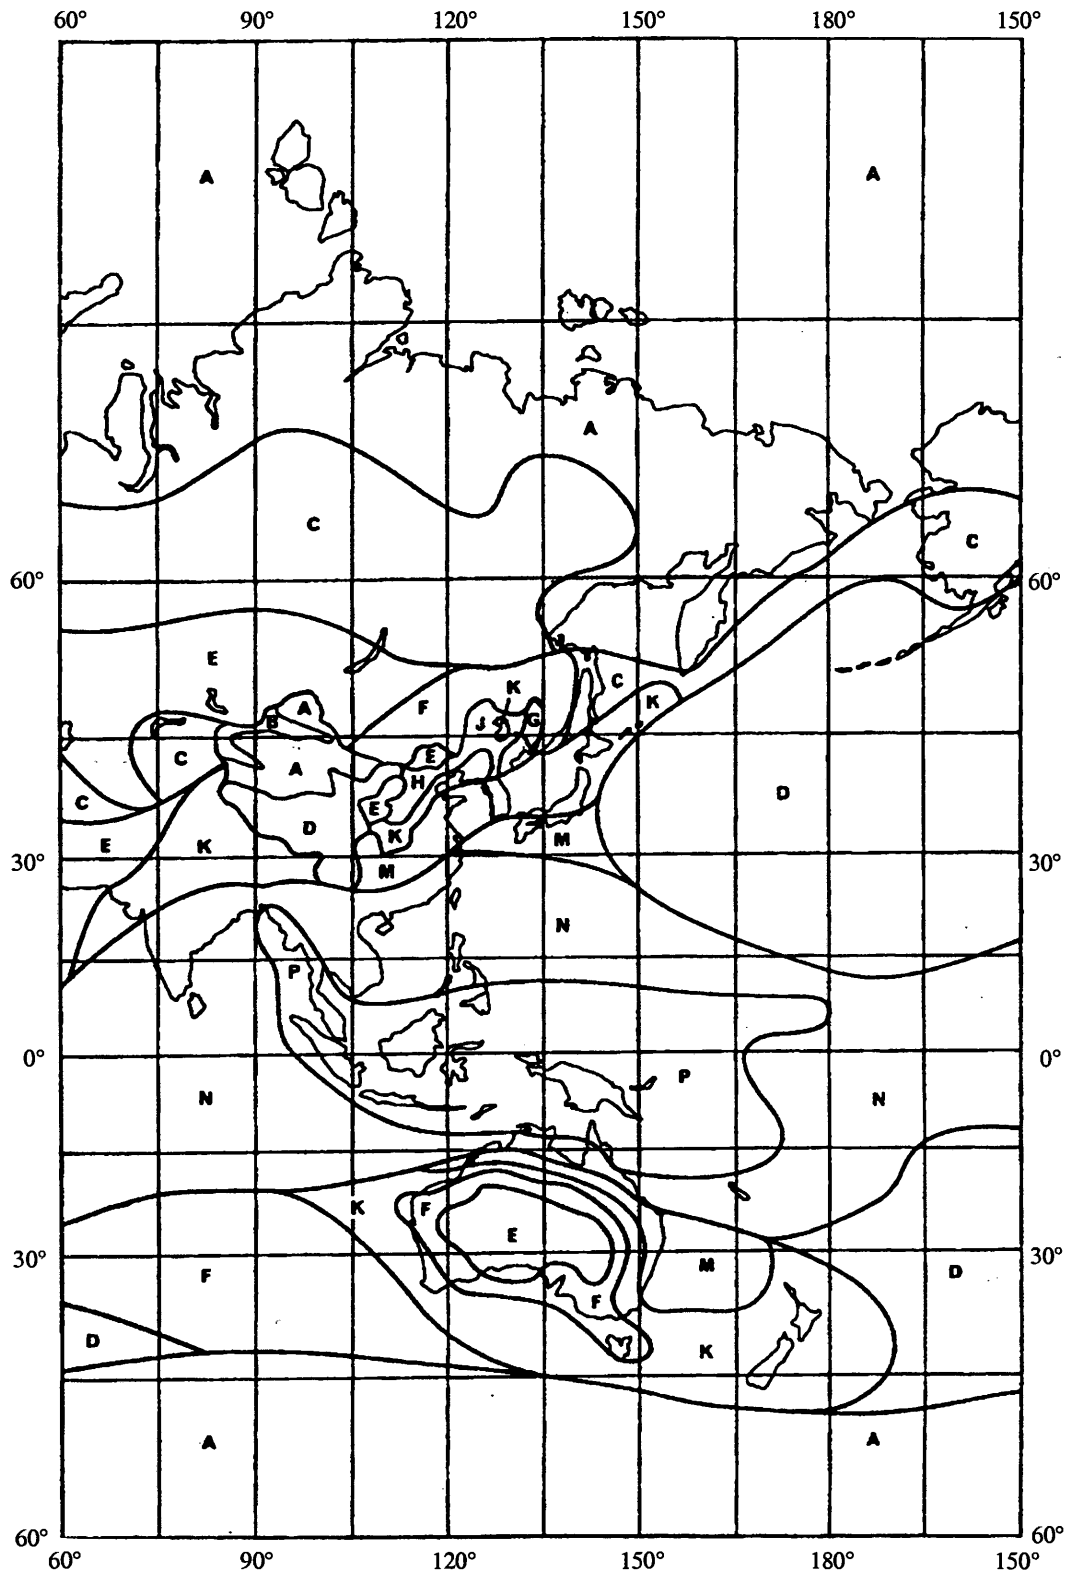 60° 90° 120° 150° 180° 150°
A A
A
C
C
60° 60°
E
K C
A K
B F J G
C E
A H
C D
E
D K
E K M
M
30° 30°
N
P
0° 0°
P
N N
K F
E
30° 30°
M
F D
F
D K
A A
60° 60°
60° 90° 120° 150° 180° 150°